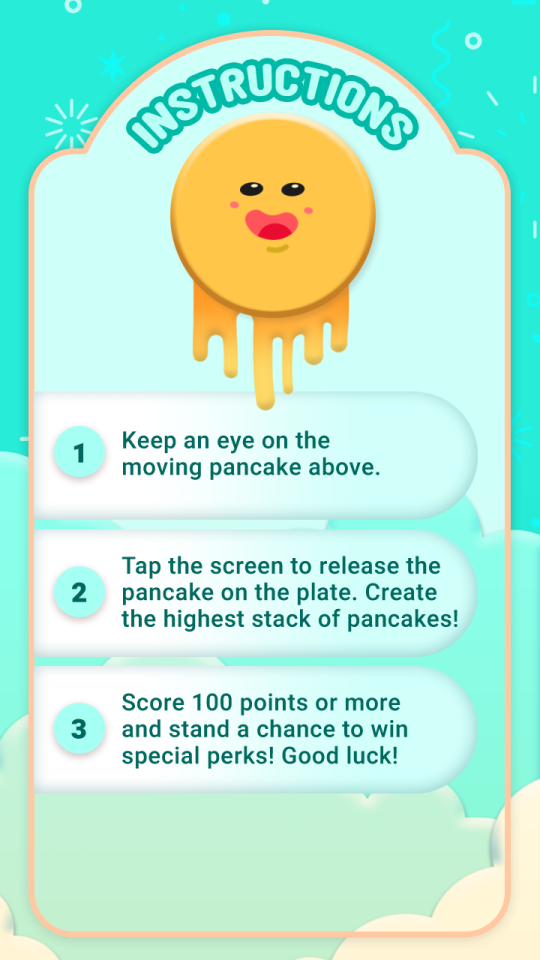 INSTRUCTIONS
1
Keep an eye on the
moving pancake above.
2
Tap the screen to release the
pancake on the plate. Create
the highest stack of pancakes!
3
Score 100 points or more
and stand a chance to win
special perks! Good luck!